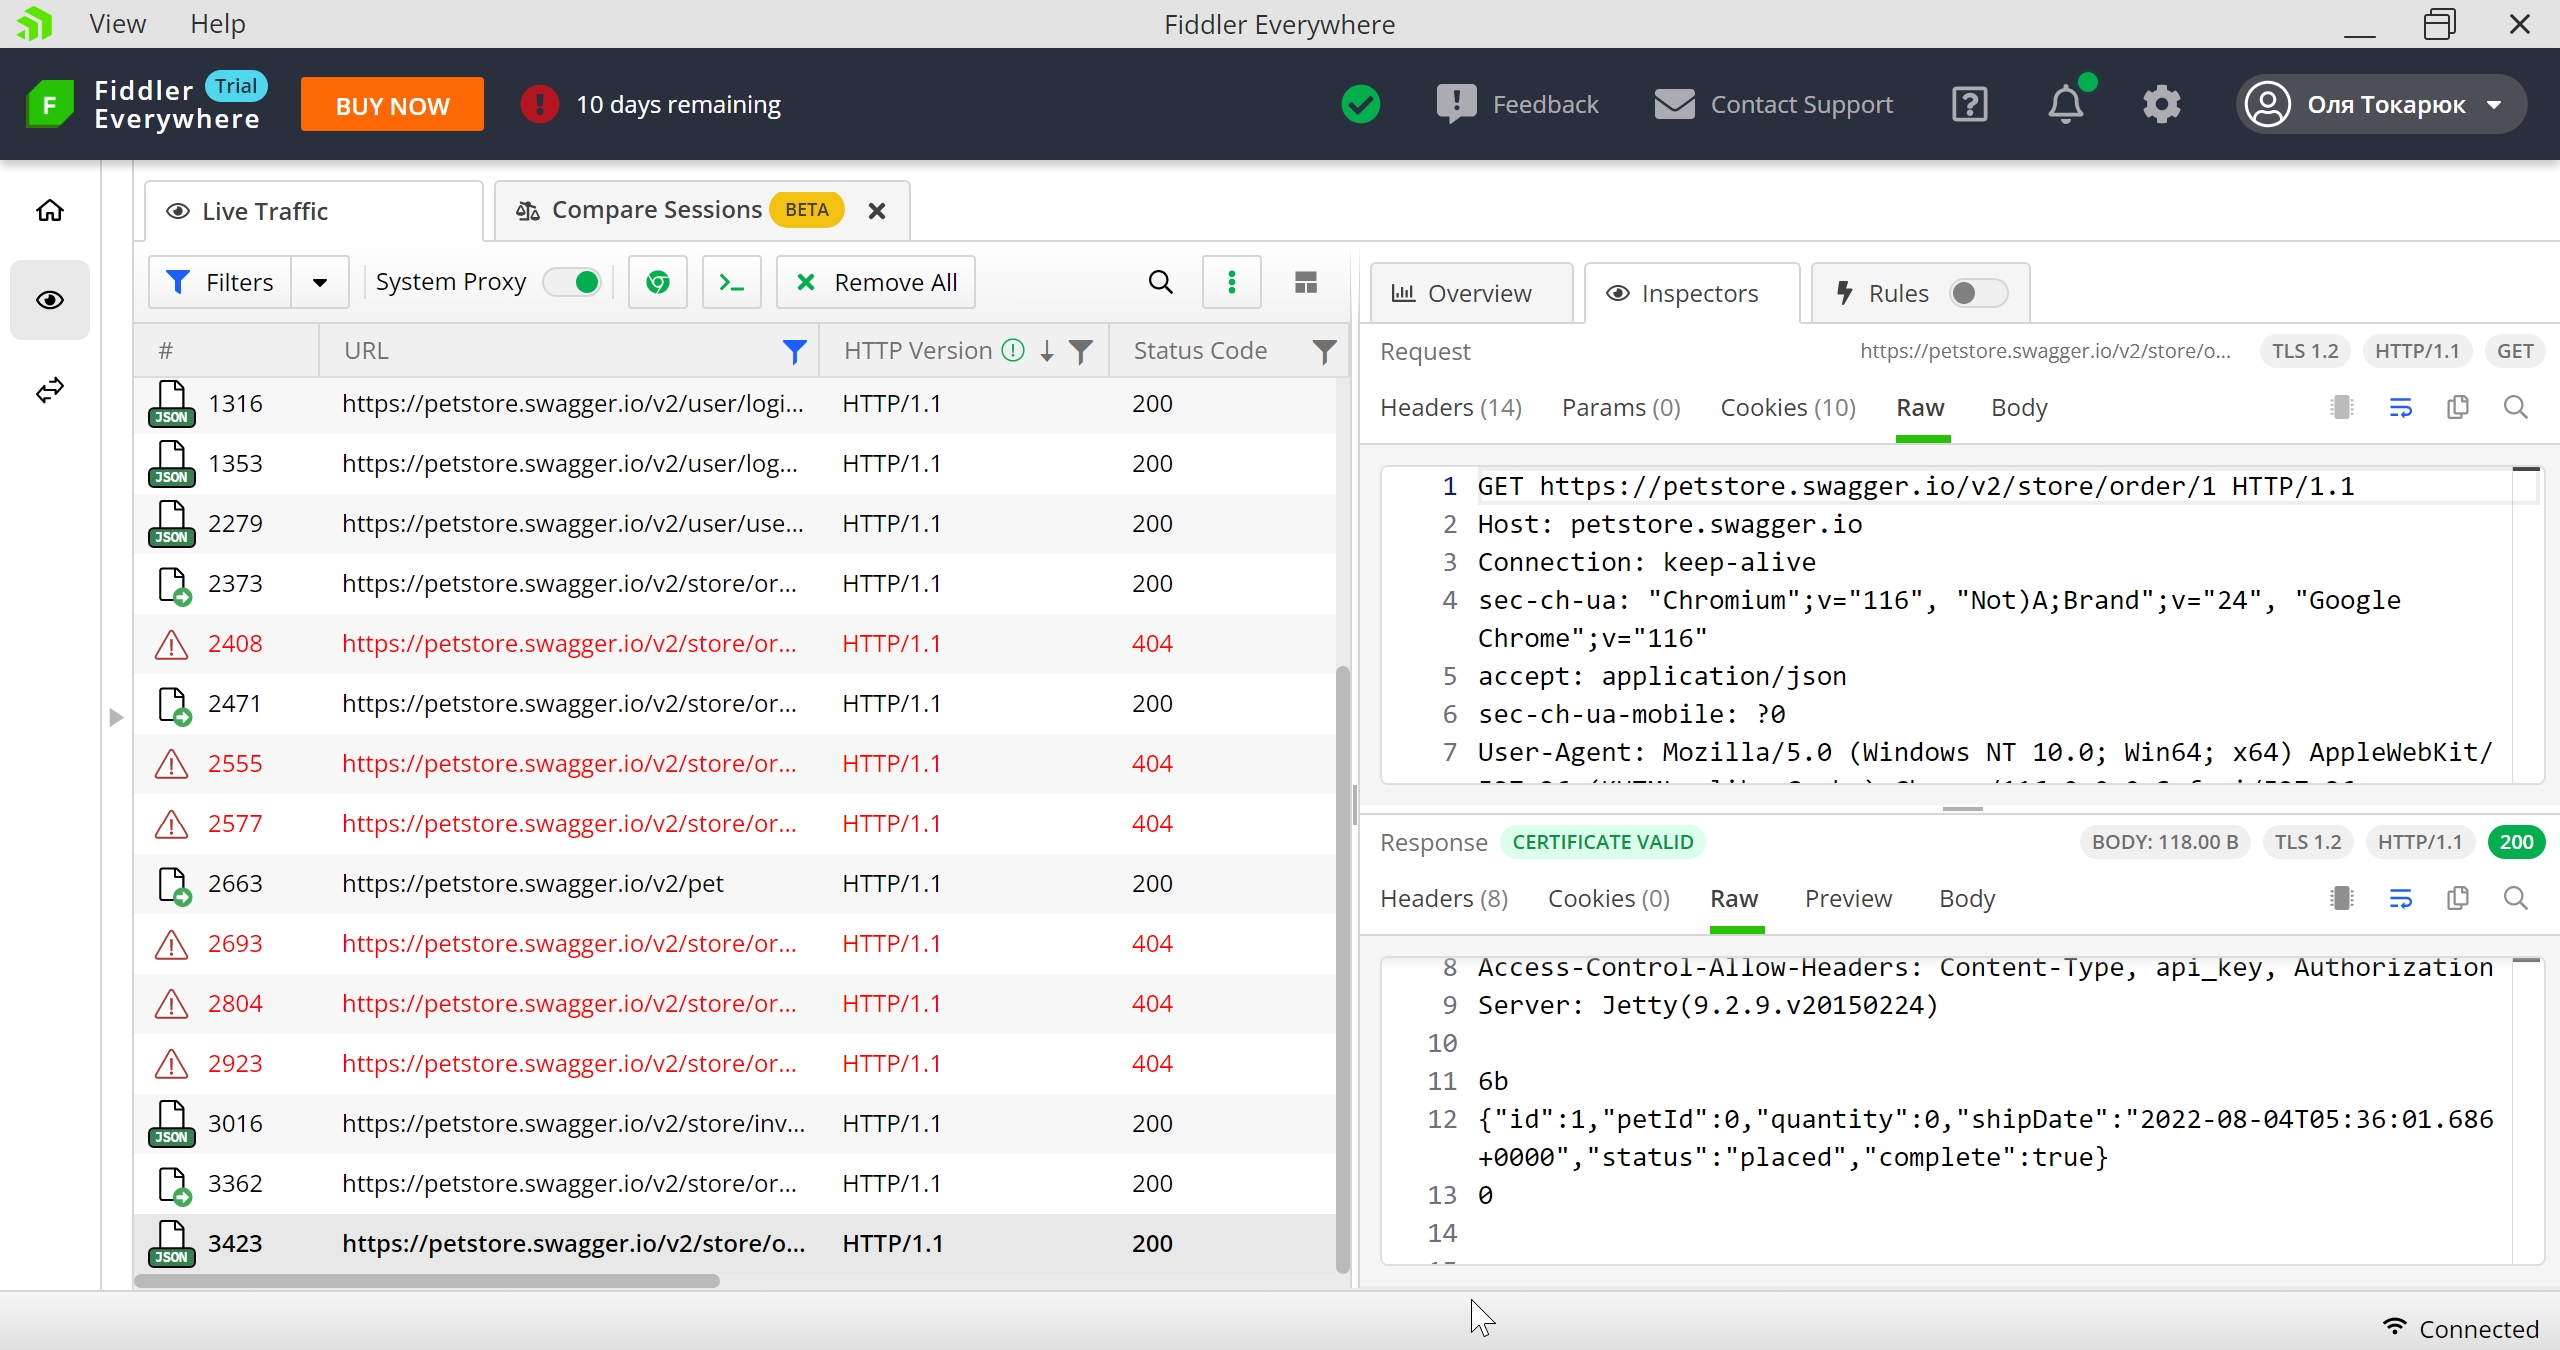 View Help Fiddler Everywhere
Fiddler Everywhere Trial
BUY NOW
10 days remaining
Feedback
Contact Support
Оля Токарюк
Live Traffic
Compare Sessions BETA
Filters
System Proxy
Remove All
# URL HTTP Version Status Code
JSON 1316 https://petstore.swagger.io/v2/user/logi... HTTP/1.1 200
JSON 1353 https://petstore.swagger.io/v2/user/log... HTTP/1.1 200
JSON 2279 https://petstore.swagger.io/v2/user/use... HTTP/1.1 200
2373 https://petstore.swagger.io/v2/store/or... HTTP/1.1 200
2408 https://petstore.swagger.io/v2/store/or... HTTP/1.1 404
2471 https://petstore.swagger.io/v2/store/or... HTTP/1.1 200
2555 https://petstore.swagger.io/v2/store/or... HTTP/1.1 404
2577 https://petstore.swagger.io/v2/store/or... HTTP/1.1 404
2663 https://petstore.swagger.io/v2/pet HTTP/1.1 200
2693 https://petstore.swagger.io/v2/store/or... HTTP/1.1 404
2804 https://petstore.swagger.io/v2/store/or... HTTP/1.1 404
2923 https://petstore.swagger.io/v2/store/or... HTTP/1.1 404
JSON 3016 https://petstore.swagger.io/v2/store/inv... HTTP/1.1 200
3362 https://petstore.swagger.io/v2/store/or... HTTP/1.1 200
JSON 3423 https://petstore.swagger.io/v2/store/o... HTTP/1.1 200
Overview
Inspectors
Rules
Request https://petstore.swagger.io/v2/store/o... TLS 1.2 HTTP/1.1 GET
Headers (14) Params (0) Cookies (10) Raw Body
1 GET https://petstore.swagger.io/v2/store/order/1 HTTP/1.1
2 Host: petstore.swagger.io
3 Connection: keep-alive
4 sec-ch-ua: "Chromium";v="116", "Not)A;Brand";v="24", "Google
Chrome";v="116"
5 accept: application/json
6 sec-ch-ua-mobile: ?0
7 User-Agent: Mozilla/5.0 (Windows NT 10.0; Win64; x64) AppleWebKit/
Response CERTIFICATE VALID BODY: 118.00 B TLS 1.2 HTTP/1.1 200
Headers (8) Cookies (0) Raw Preview Body
8 Access-Control-Allow-Headers: Content-Type, api_key, Authorization
9 Server: Jetty(9.2.9.v20150224)
10
11 6b
12 {"id":1,"petId":0,"quantity":0,"shipDate":"2022-08-04T05:36:01.686
+0000","status":"placed","complete":true}
13 0
14
Connected